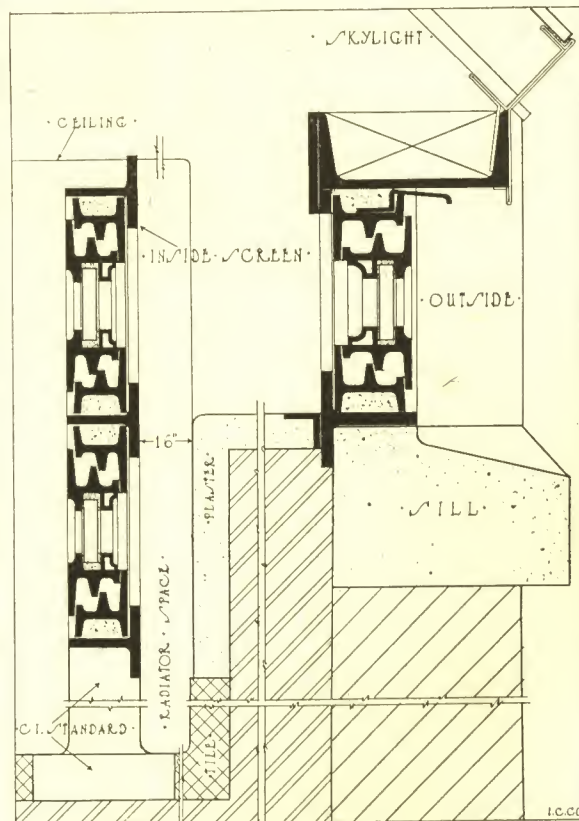 · SKYLIGHT ·
· CEILING ·
· INSIDE · SCREEN ·
· OUTSIDE ·
16"
· PLASTER ·
· SILL ·
· RADIATOR · SPACE ·
· C.I. STANDARD ·
· TILE ·